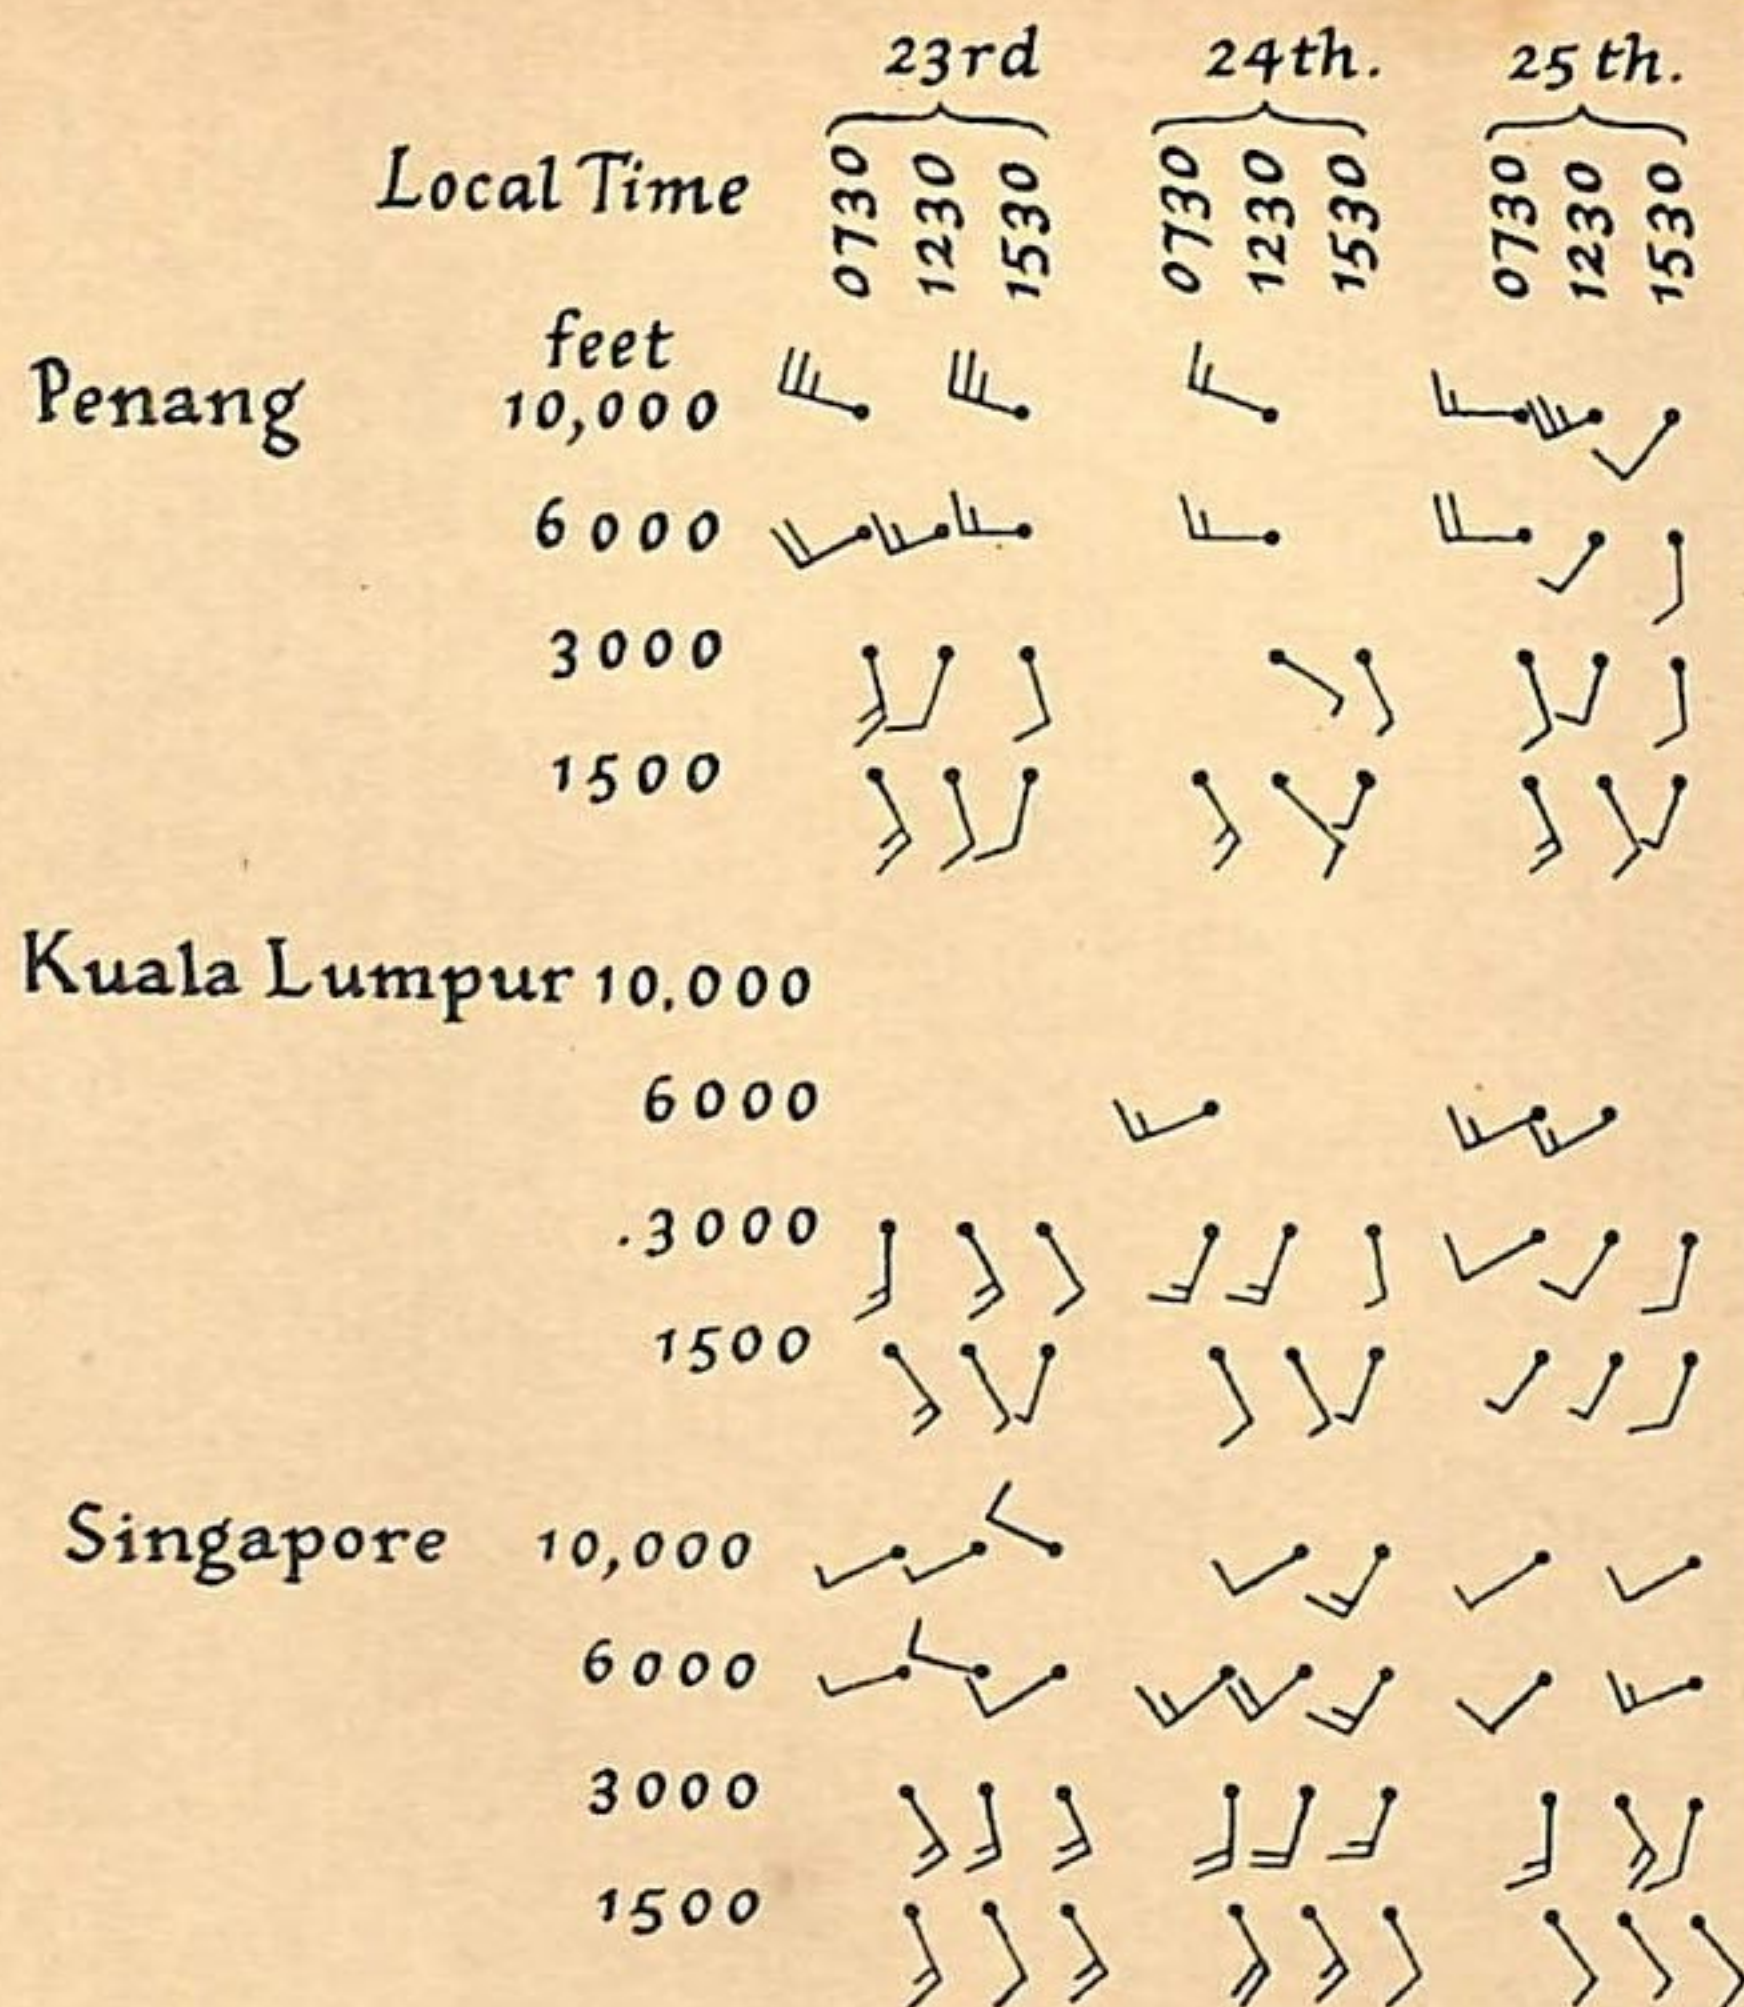 23rd 24th. 25th.
Local Time 0730 1230 1530 0730 1230 1530 0730 1230 1530
feet
Penang 10,000
6000
3000
1500
Kuala Lumpur 10.000
6000
.3000
1500
Singapore 10,000
6000
3000
1500